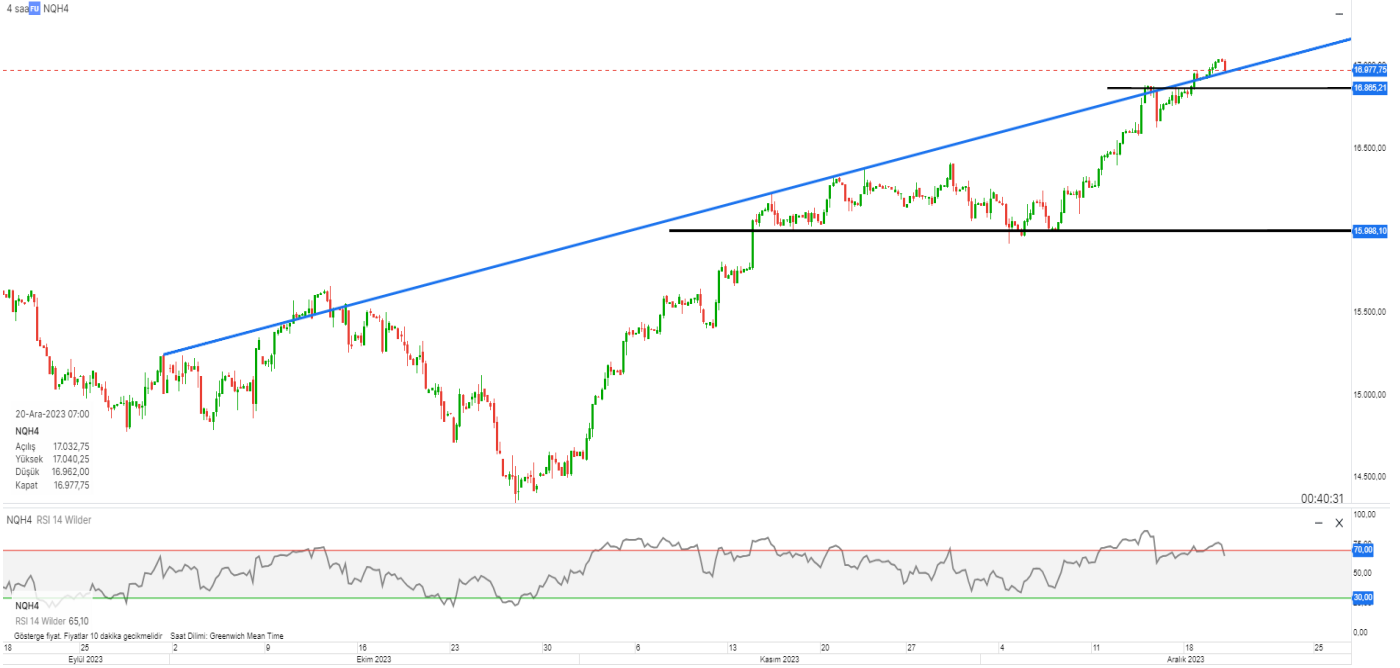 4 saa FU NQH4
17.000,00
16.977,75
16.865,21
16.500,00
15.998,10
15.500,00
15.000,00
14.500,00
20-Ara-2023 07:00
NQH4
Açılış 17.032,75
Yüksek 17.040,25
Düşük 16.962,00
Kapat 16.977,75
00:40:31
NQH4 RSI 14 Wilder
X
100,00
70,00
50,00
30,00
0,00
NQH4
RSI 14 Wilder 65,10
Gösterge fiyat. Fiyatlar 10 dakika gecikmelidir Saat Dilimi: Greenwich Mean Time
18 25 2 9 16 23 30 6 13 20 27 4 11 18 25
Eylül 2023 Ekim 2023 Kasım 2023 Aralık 2023